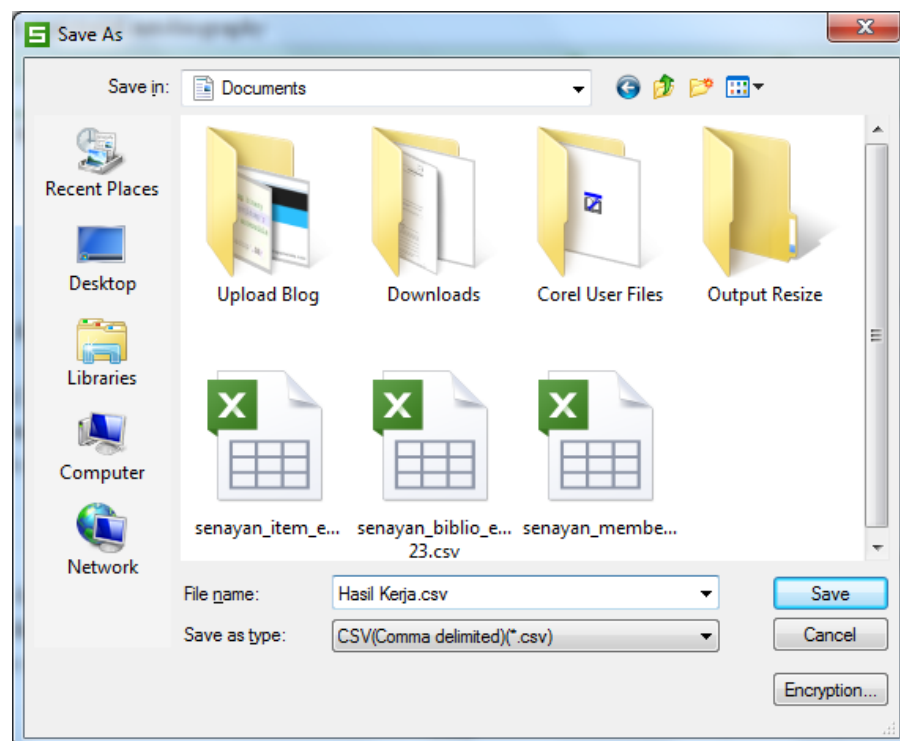 Save As
Save in:
Documents
Recent Places
Desktop
Libraries
Computer
Network
Upload Blog
Downloads
Corel User Files
Output Resize
senayan_item_e...
senayan_biblio_e...
23.csv
senayan_membe...
File name:
Hasil Kerja.csv
Save
Save as type:
CSV(Comma delimited)(*.csv)
Cancel
Encryption...